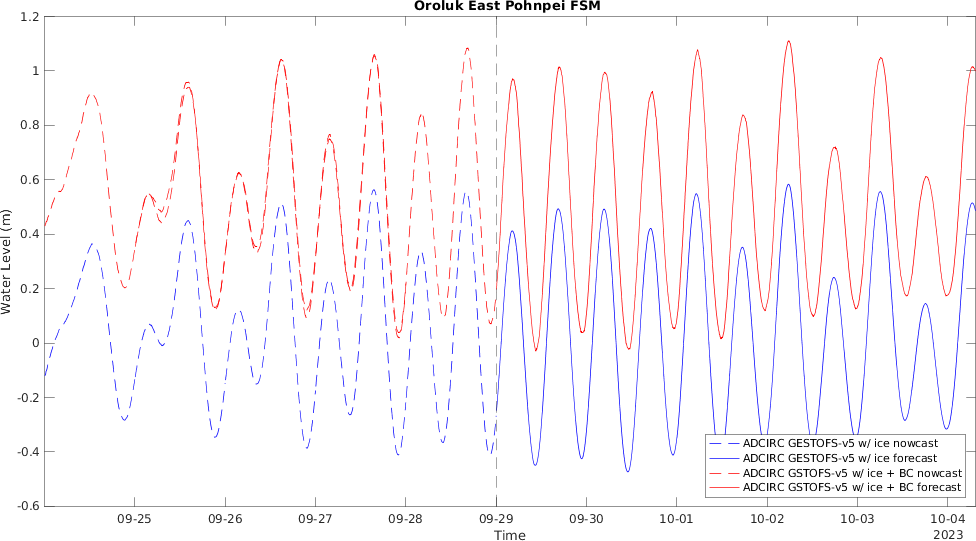 Oroluk East Pohnpei FSM
1.2
1
0.8
0.6
0.4
0.2
0
-0.2
-0.4
-0.6
Water Level (m)
ADCIRC GESTOFS-v5 w/ ice nowcast
ADCIRC GESTOFS-v5 w/ ice forecast
ADCIRC GSTOFS-v5 w/ ice + BC nowcast
ADCIRC GSTOFS-v5 w/ ice + BC forecast
09-25 09-26 09-27 09-28 09-29 09-30 10-01 10-02 10-03 10-04
2023
Time